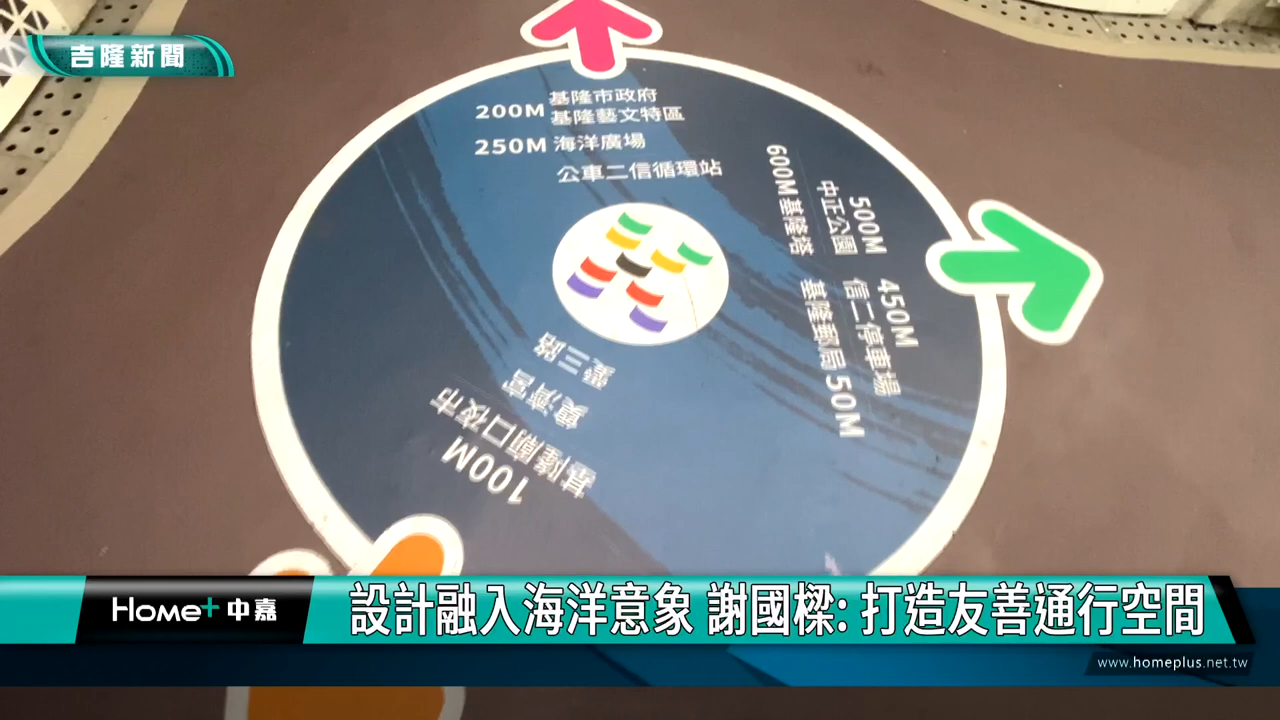 吉隆新聞
200M 基隆市政府
基隆藝文特區
250M 海洋廣場
公車二信循環站
500M
中正公園
600M 基隆塔
450M
信二停車場
基隆郵局 50M
愛三路
奠濟宮
基隆廟口夜市
100M
Home+ 中嘉
設計融入海洋意象 謝國樑: 打造友善通行空間
www.homeplus.net.tw